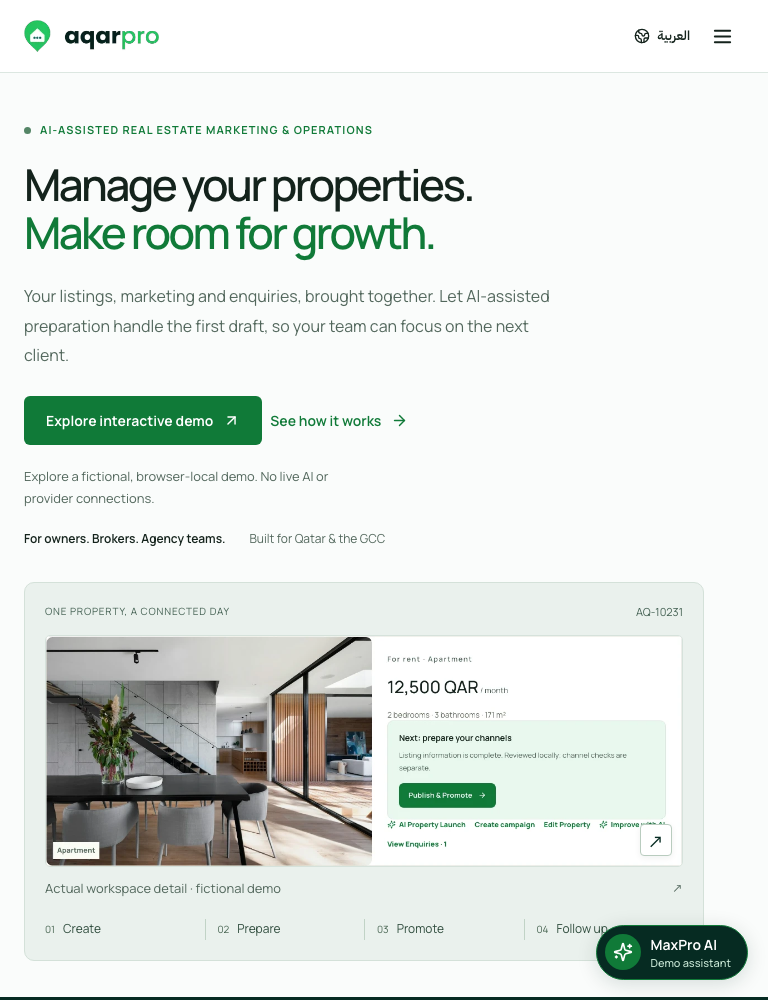 aqarpro
العربية
AI-ASSISTED REAL ESTATE MARKETING & OPERATIONS
Manage your properties.
Make room for growth.
Your listings, marketing and enquiries, brought together. Let AI-assisted
preparation handle the first draft, so your team can focus on the next
client.
Explore interactive demo
See how it works
Explore a fictional, browser-local demo. No live AI or
provider connections.
For owners. Brokers. Agency teams. Built for Qatar & the GCC
ONE PROPERTY, A CONNECTED DAY
AQ-10231
For rent · Apartment
12,500 QAR / month
2 bedrooms · 3 bathrooms · 171 m²
Next: prepare your channels
Listing information is complete. Reviewed locally· channel checks are
separate.
Publish & Promote
AI Property Launch Create campaign Edit Property Improve
View Enquiries · 1
Apartment
Actual workspace detail · fictional demo
01 Create
02 Prepare
03 Promote
04 Follow up
MaxPro AI
Demo assistant